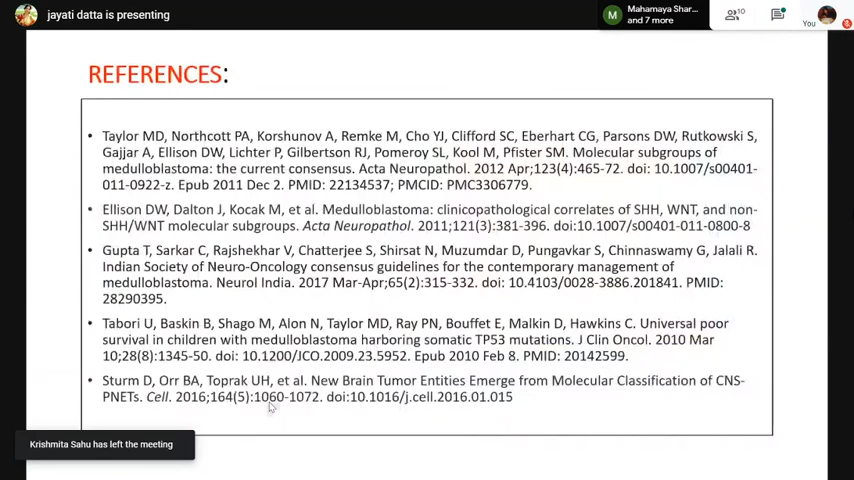 jayati datta is presenting
M
Mahamaya Shar...
and 7 more
10
You
REFERENCES:
• Taylor MD, Northcott PA, Korshunov A, Remke M, Cho YJ, Clifford SC, Eberhart CG, Parsons DW, Rutkowski S,
Gajjar A, Ellison DW, Lichter P, Gilbertson RJ, Pomeroy SL, Kool M, Pfister SM. Molecular subgroups of
medulloblastoma: the current consensus. Acta Neuropathol. 2012 Apr;123(4):465-72. doi: 10.1007/s00401-
011-0922-z. Epub 2011 Dec 2. PMID: 22134537; PMCID: PMC3306779.
• Ellison DW, Dalton J, Kocak M, et al. Medulloblastoma: clinicopathological correlates of SHH, WNT, and non-
SHH/WNT molecular subgroups. Acta Neuropathol. 2011;121(3):381-396. doi:10.1007/s00401-011-0800-8
• Gupta T, Sarkar C, Rajshekhar V, Chatterjee S, Shirsat N, Muzumdar D, Pungavkar S, Chinnaswamy G, Jalali R.
Indian Society of Neuro-Oncology consensus guidelines for the contemporary management of
medulloblastoma. Neurol India. 2017 Mar-Apr;65(2):315-332. doi: 10.4103/0028-3886.201841. PMID:
28290395.
• Tabori U, Baskin B, Shago M, Alon N, Taylor MD, Ray PN, Bouffet E, Malkin D, Hawkins C. Universal poor
survival in children with medulloblastoma harboring somatic TP53 mutations. J Clin Oncol. 2010 Mar
10;28(8):1345-50. doi: 10.1200/JCO.2009.23.5952. Epub 2010 Feb 8. PMID: 20142599.
• Sturm D, Orr BA, Toprak UH, et al. New Brain Tumor Entities Emerge from Molecular Classification of CNS-
PNETs. Cell. 2016;164(5):1060-1072. doi:10.1016/j.cell.2016.01.015
Krishmita Sahu has left the meeting